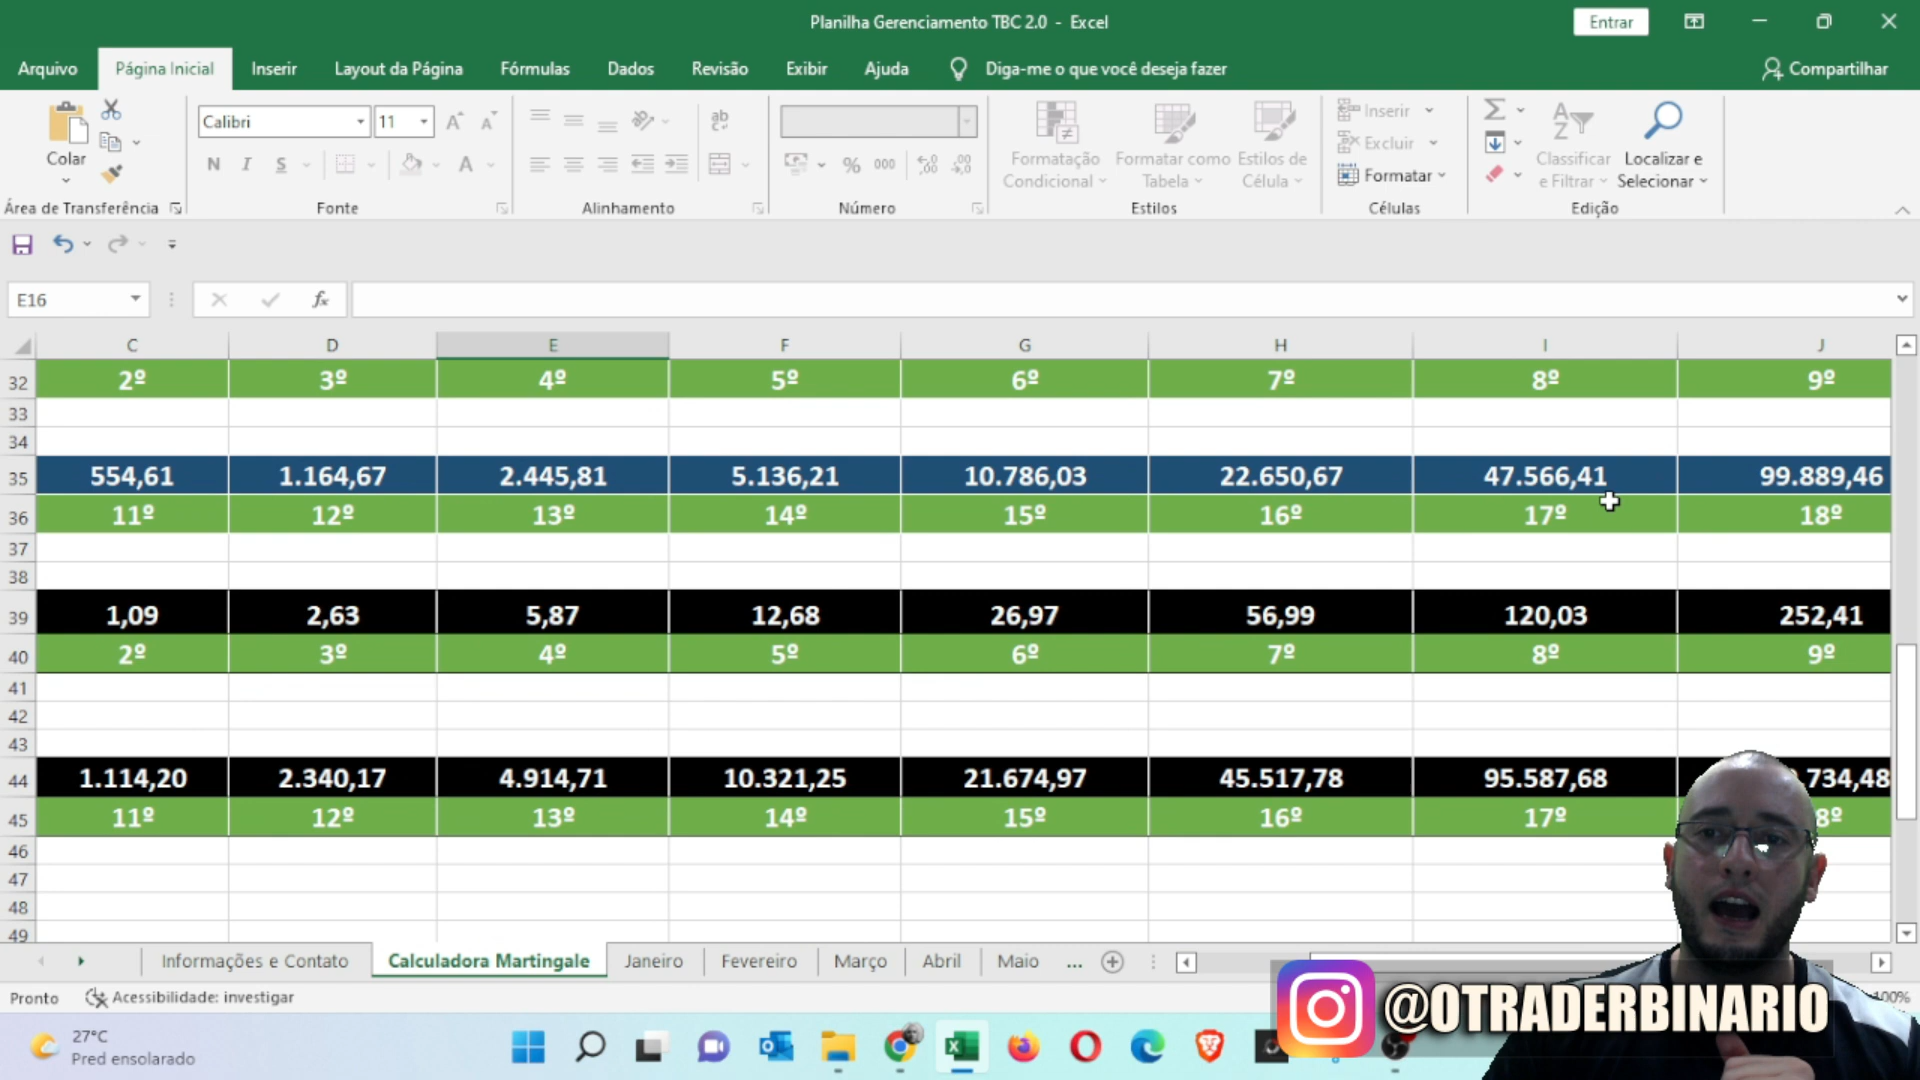 Planilha Gerenciamento TBC 2.0 - Excel
Entrar
Arquivo Página Inicial Inserir Layout da Página Fórmulas Dados Revisão Exibir Ajuda Diga-me o que você deseja fazer Compartilhar
Colar
Calibri 11
N I S
ab
% 000
Formatação Condicional
Formatar como Tabela
Estilos de Célula
Inserir
Excluir
Formatar
Classificar e Filtrar
Localizar e Selecionar
Área de Transferência Fonte Alinhamento Número Estilos Células Edição
E16 fx
C D E F G H I J
32 2º 3º 4º 5º 6º 7º 8º 9º
33
34
35 554,61 1.164,67 2.445,81 5.136,21 10.786,03 22.650,67 47.566,41 99.889,46
36 11º 12º 13º 14º 15º 16º 17º 18º
37
38
39 1,09 2,63 5,87 12,68 26,97 56,99 120,03 252,41
40 2º 3º 4º 5º 6º 7º 8º 9º
41
42
43
44 1.114,20 2.340,17 4.914,71 10.321,25 21.674,97 45.517,78 95.587,68 734,48
45 11º 12º 13º 14º 15º 16º 17º 8º
46
47
48
49
Informações e Contato Calculadora Martingale Janeiro Fevereiro Março Abril Maio ...
Pronto Acessibilidade: investigar 100%
@OTRADERBINARIO
27°C
Pred ensolarado